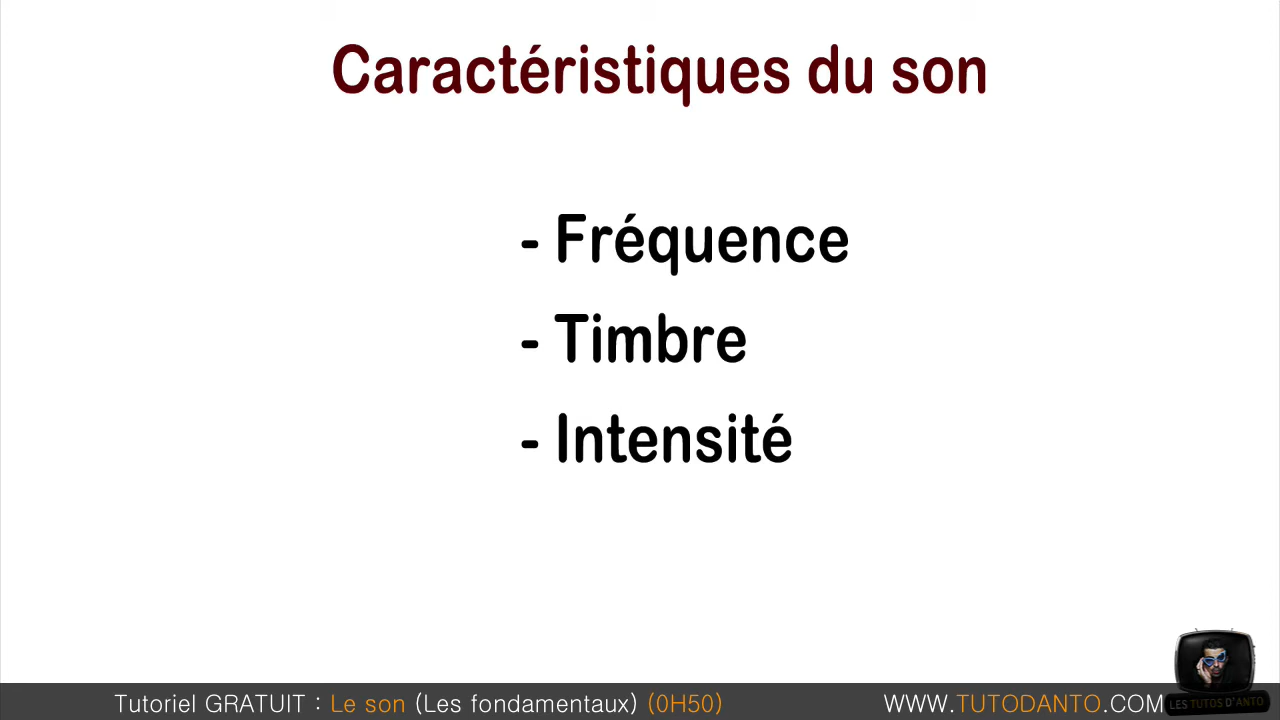 Caractéristiques du son
- Fréquence
- Timbre
- Intensité
Tutoriel GRATUIT : Le son (Les fondamentaux) (0H50)
WWW.TUTODANTO.COM
LES TUTOS D'ANTO